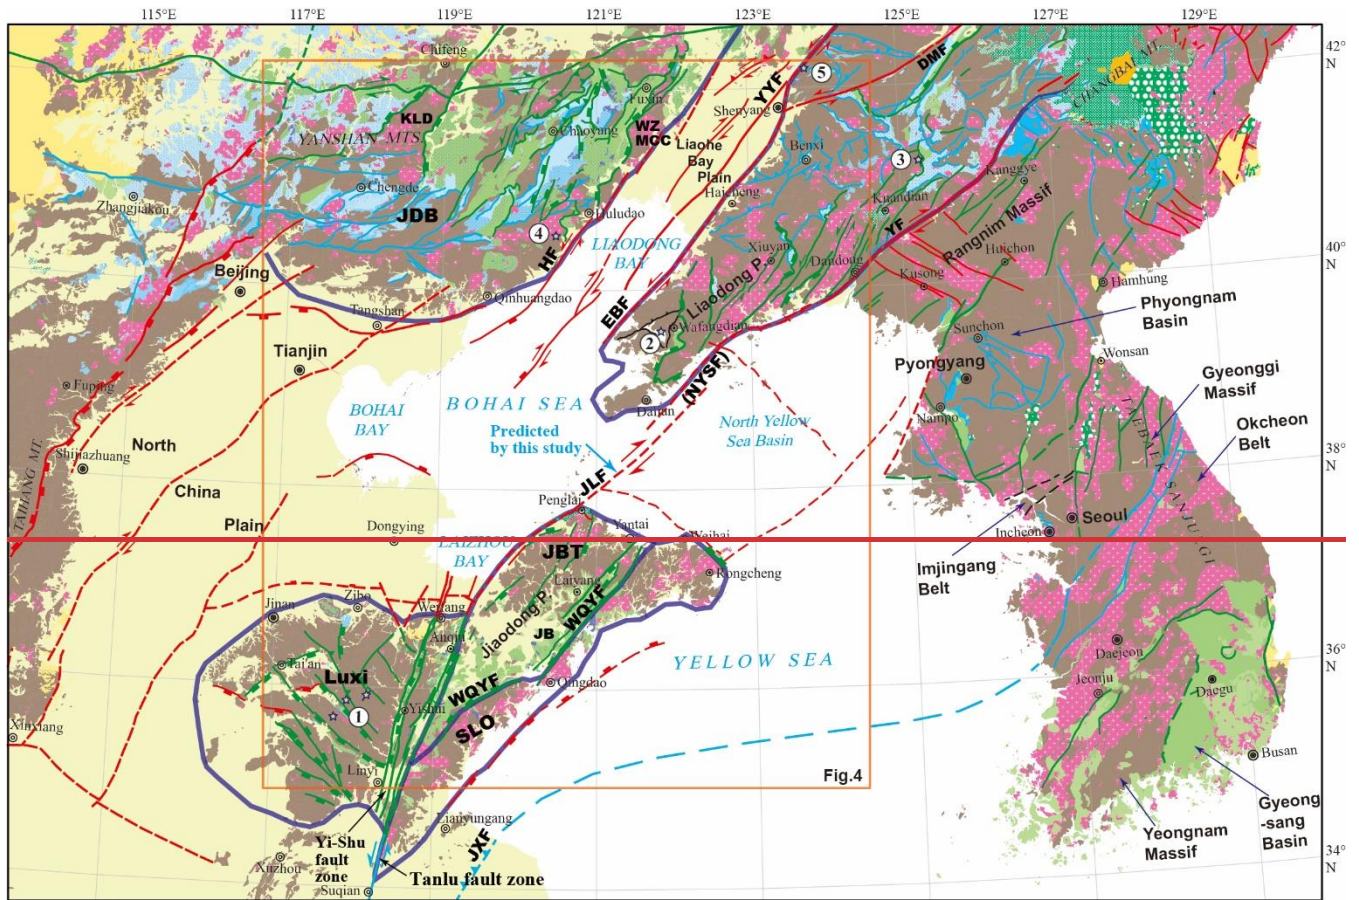 115°E 117°E 119°E 121°E 123°E 125°E 127°E 129°E
42°
N
Chifeng
5
DMF
CHANGBAI MT.
YYF
Fuxin
Shenyang
KLD
YANSHAN MTS.
Chaoyang
WZ
MCC
Liaohe
Bay
Plain
Benxi
3
Kanggye
Chengde
Zhangjiakou
JDB
Haicheng
Kuandian
Huludao
4
LIAODONG
BAY
YF
Rangnim Massif
HF
Xiuyan
Huichon
40°
N
Beijing
Dandong
Kusong
Hamhung
Qinhuangdao
Liaodong P.
Phyongnam
Basin
Tangshan
EBF
Wafangdian
Sunchon
Tianjin
2
Wonsan
Pyongyang
Gyeonggi
Massif
Fuping
(NYSF)
BOHAI
BAY
BOHAI SEA
Dalian
Nampo
TAEBAEK SANJULGI
Okcheon
Belt
Predicted
by this study
North Yellow
Sea Basin
North
38°
N
Shijiazhuang
TAIHANG MT.
China
JLF
Penglai
Seoul
Plain
Dongying
Yantai
Weihai
Incheon
LAIZHOU
BAY
JBT
Imjingang
Belt
Rongcheng
Laiyang
Jinan
Zibo
Weifang
WQYF
Jiaodong P.
Anqiu
JB
Daejeon
Tai'an
YELLOW SEA
36°
N
Luxi
WQYF
Qingdao
Jeonju
Daegu
1
Yishui
SLO
Xinxiang
Busan
Linyi
Fig.4
Lianyungang
Yi-Shu
fault
zone
JXF
Yeongnam
Massif
Gyeong
-sang
Basin
34°
N
Xuzhou
Tanlu fault zone
Suqian